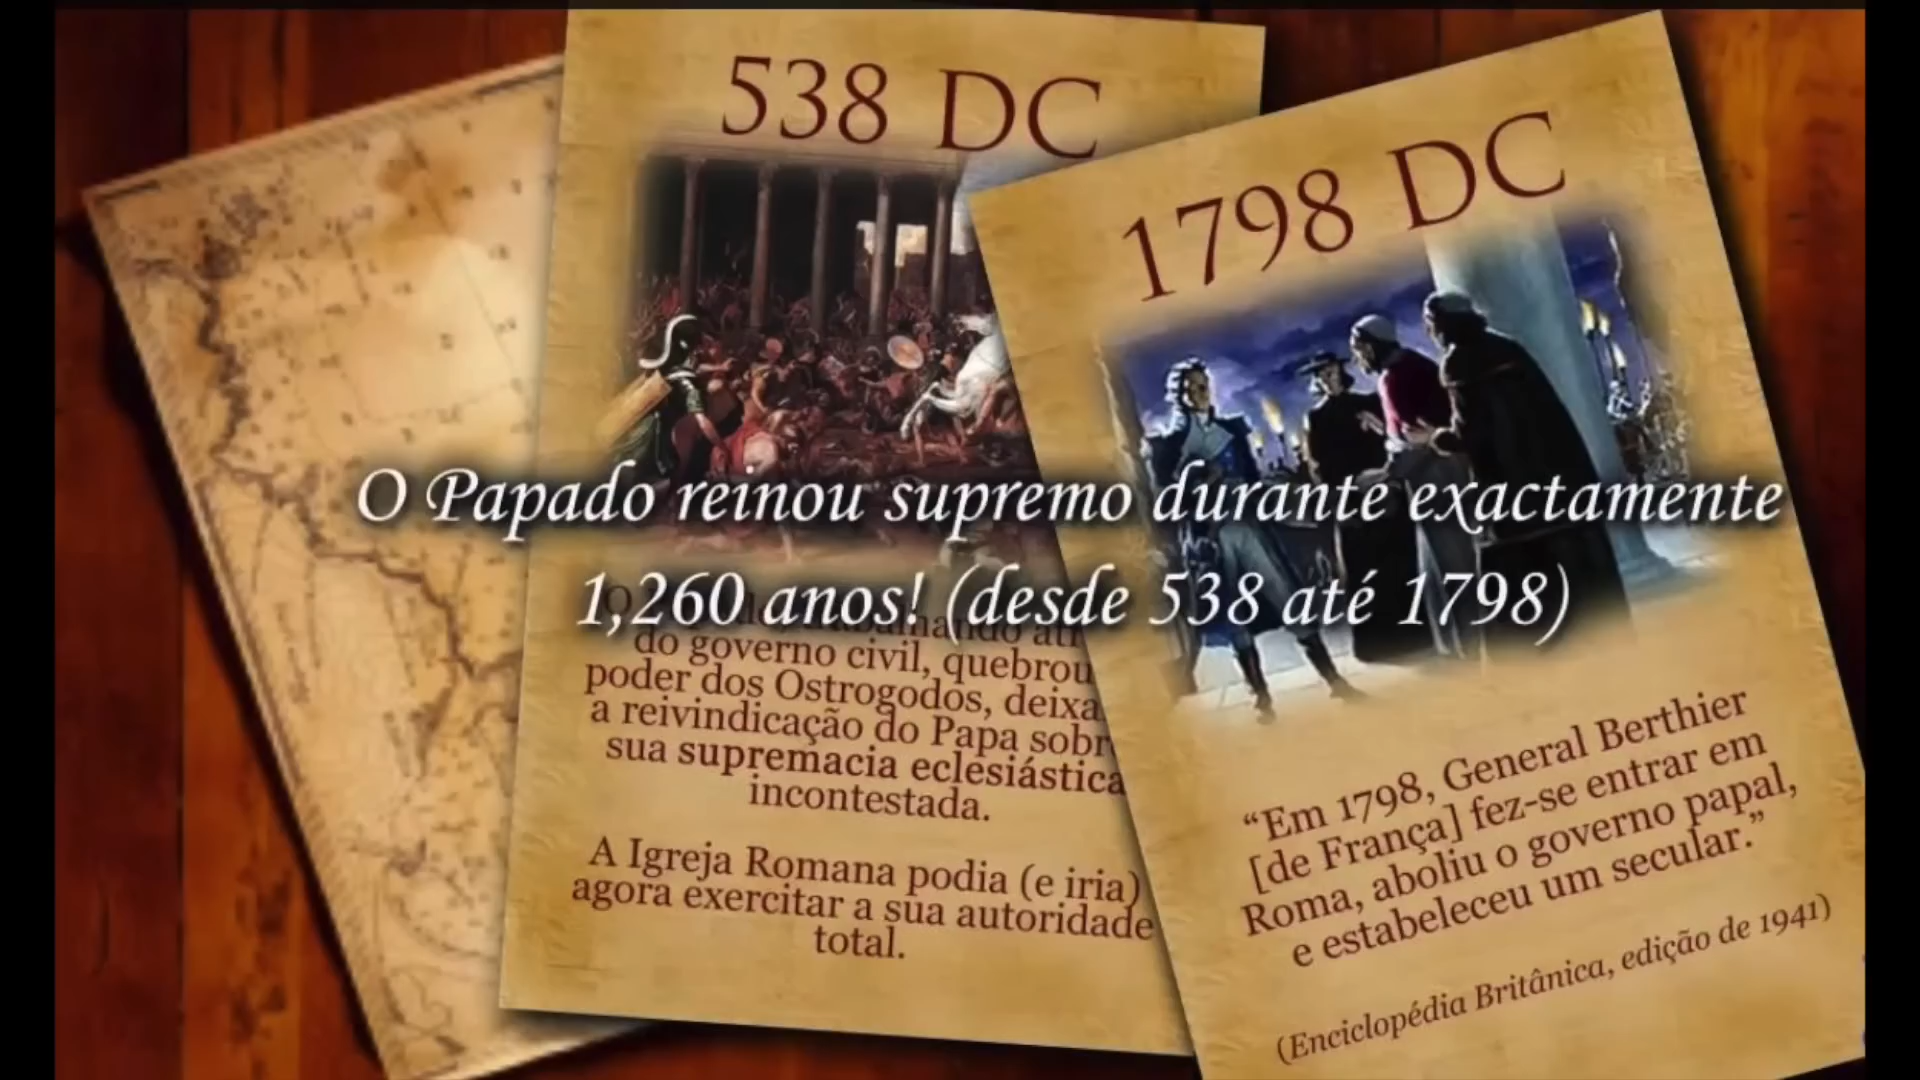 538 DC
1798 DC
O Papado reinou supremo durante exactamente
1,260 anos! (desde 538 até 1798)
do governo civil, quebrou
poder dos Ostrogodos, deixa
a reivindicação do Papa sobr
sua supremacia eclesiástica
incontestada.
A Igreja Romana podia (e iria)
agora exercitar a sua autoridade
total.
“Em 1798, General Berthier
[de França] fez-se entrar em
Roma, aboliu o governo papal,
e estabeleceu um secular.”
(Enciclopédia Britânica, edição de 1941)